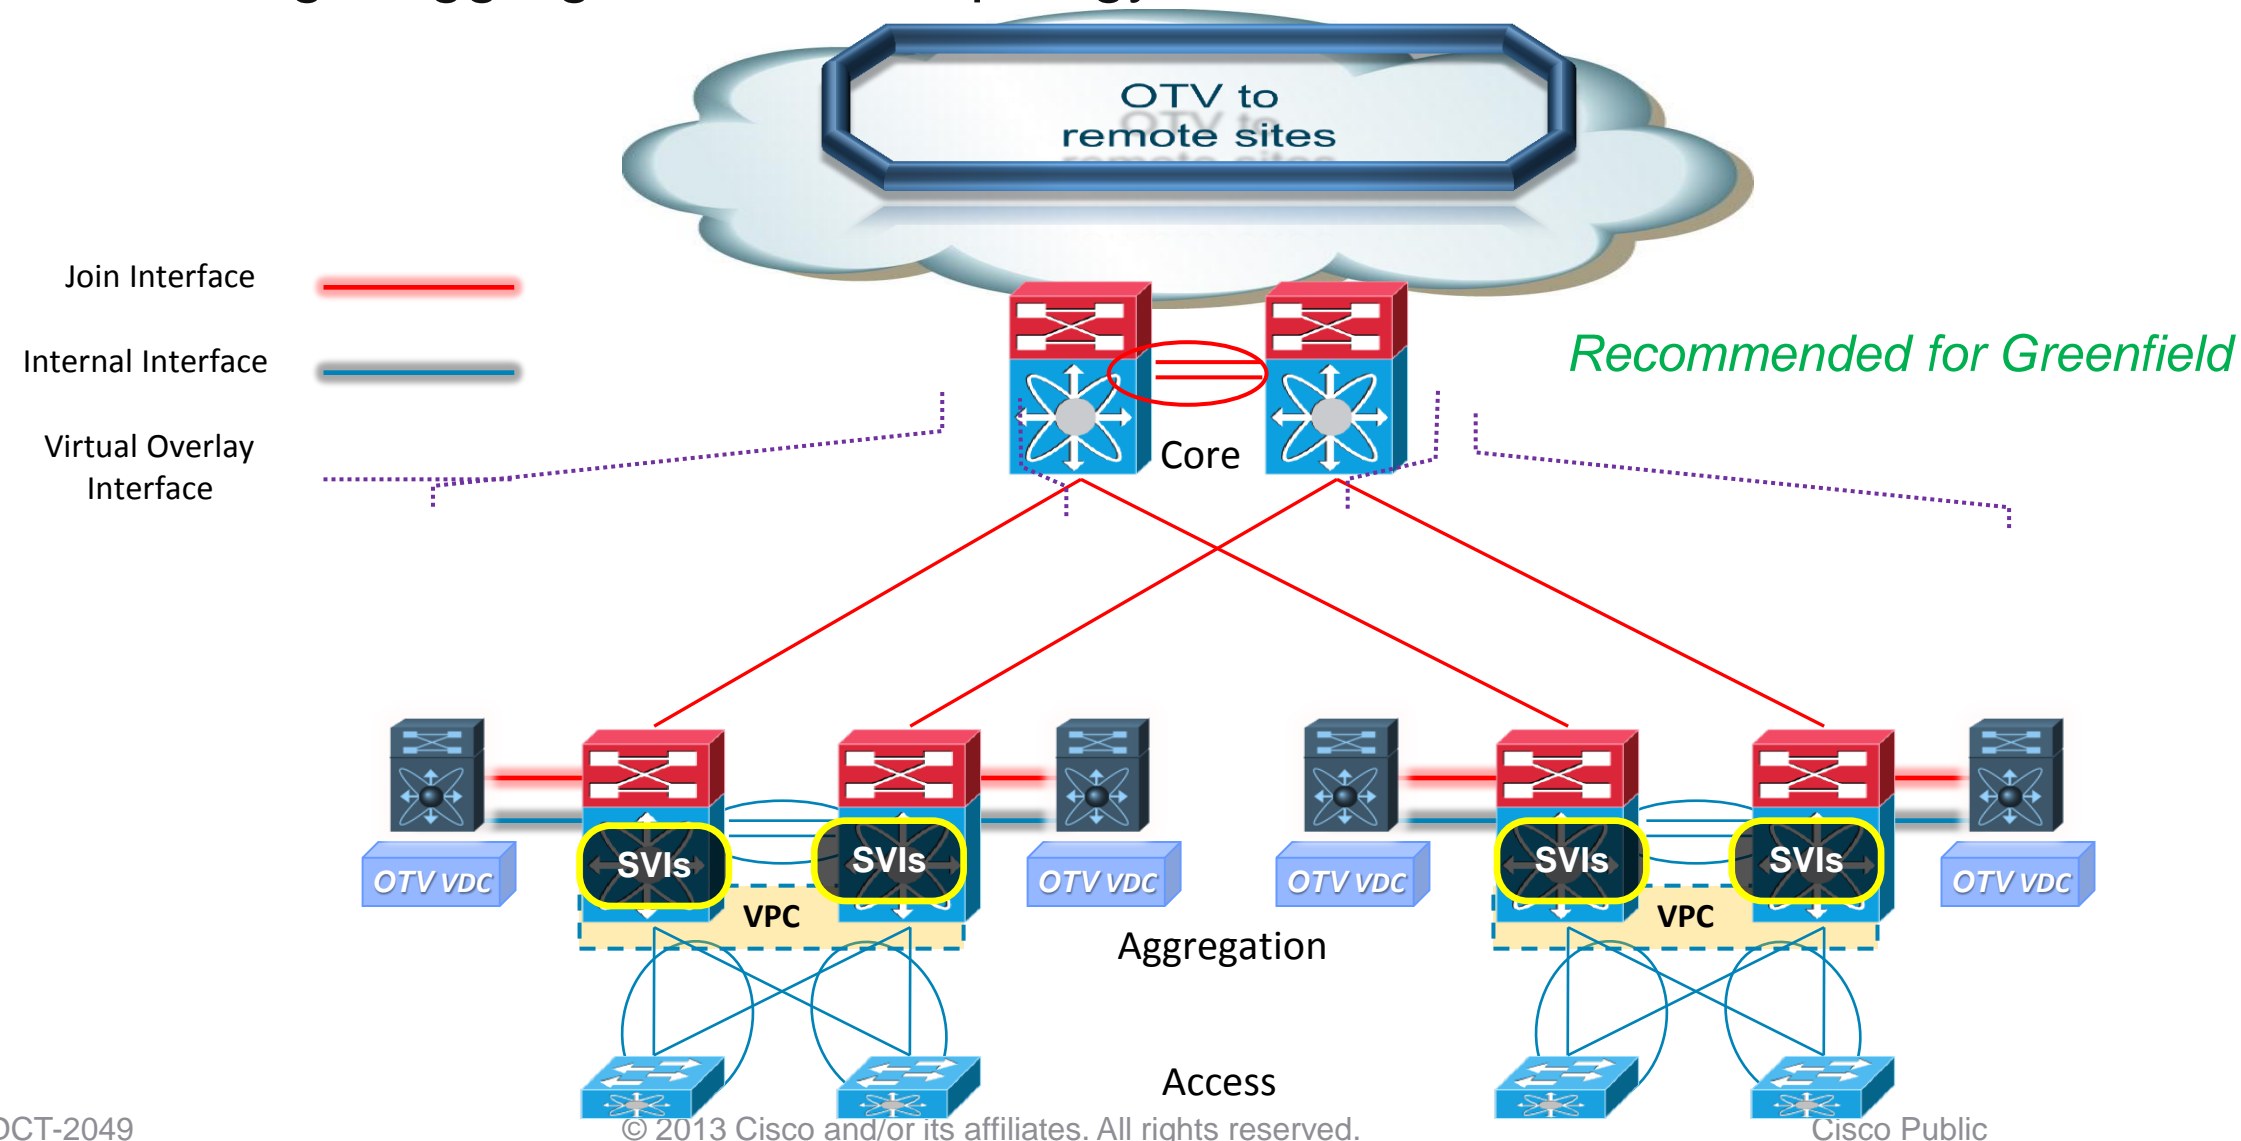 OTV to
remote sites
Join Interface
Internal Interface
Virtual Overlay
Interface
Recommended for Greenfield
Core
OTV VDC
SVIs
SVIs
OTV VDC
OTV VDC
SVIs
SVIs
OTV VDC
VPC
VPC
Aggregation
Access
© 2013 Cisco and/or its affiliates. All rights reserved.
Cisco Public